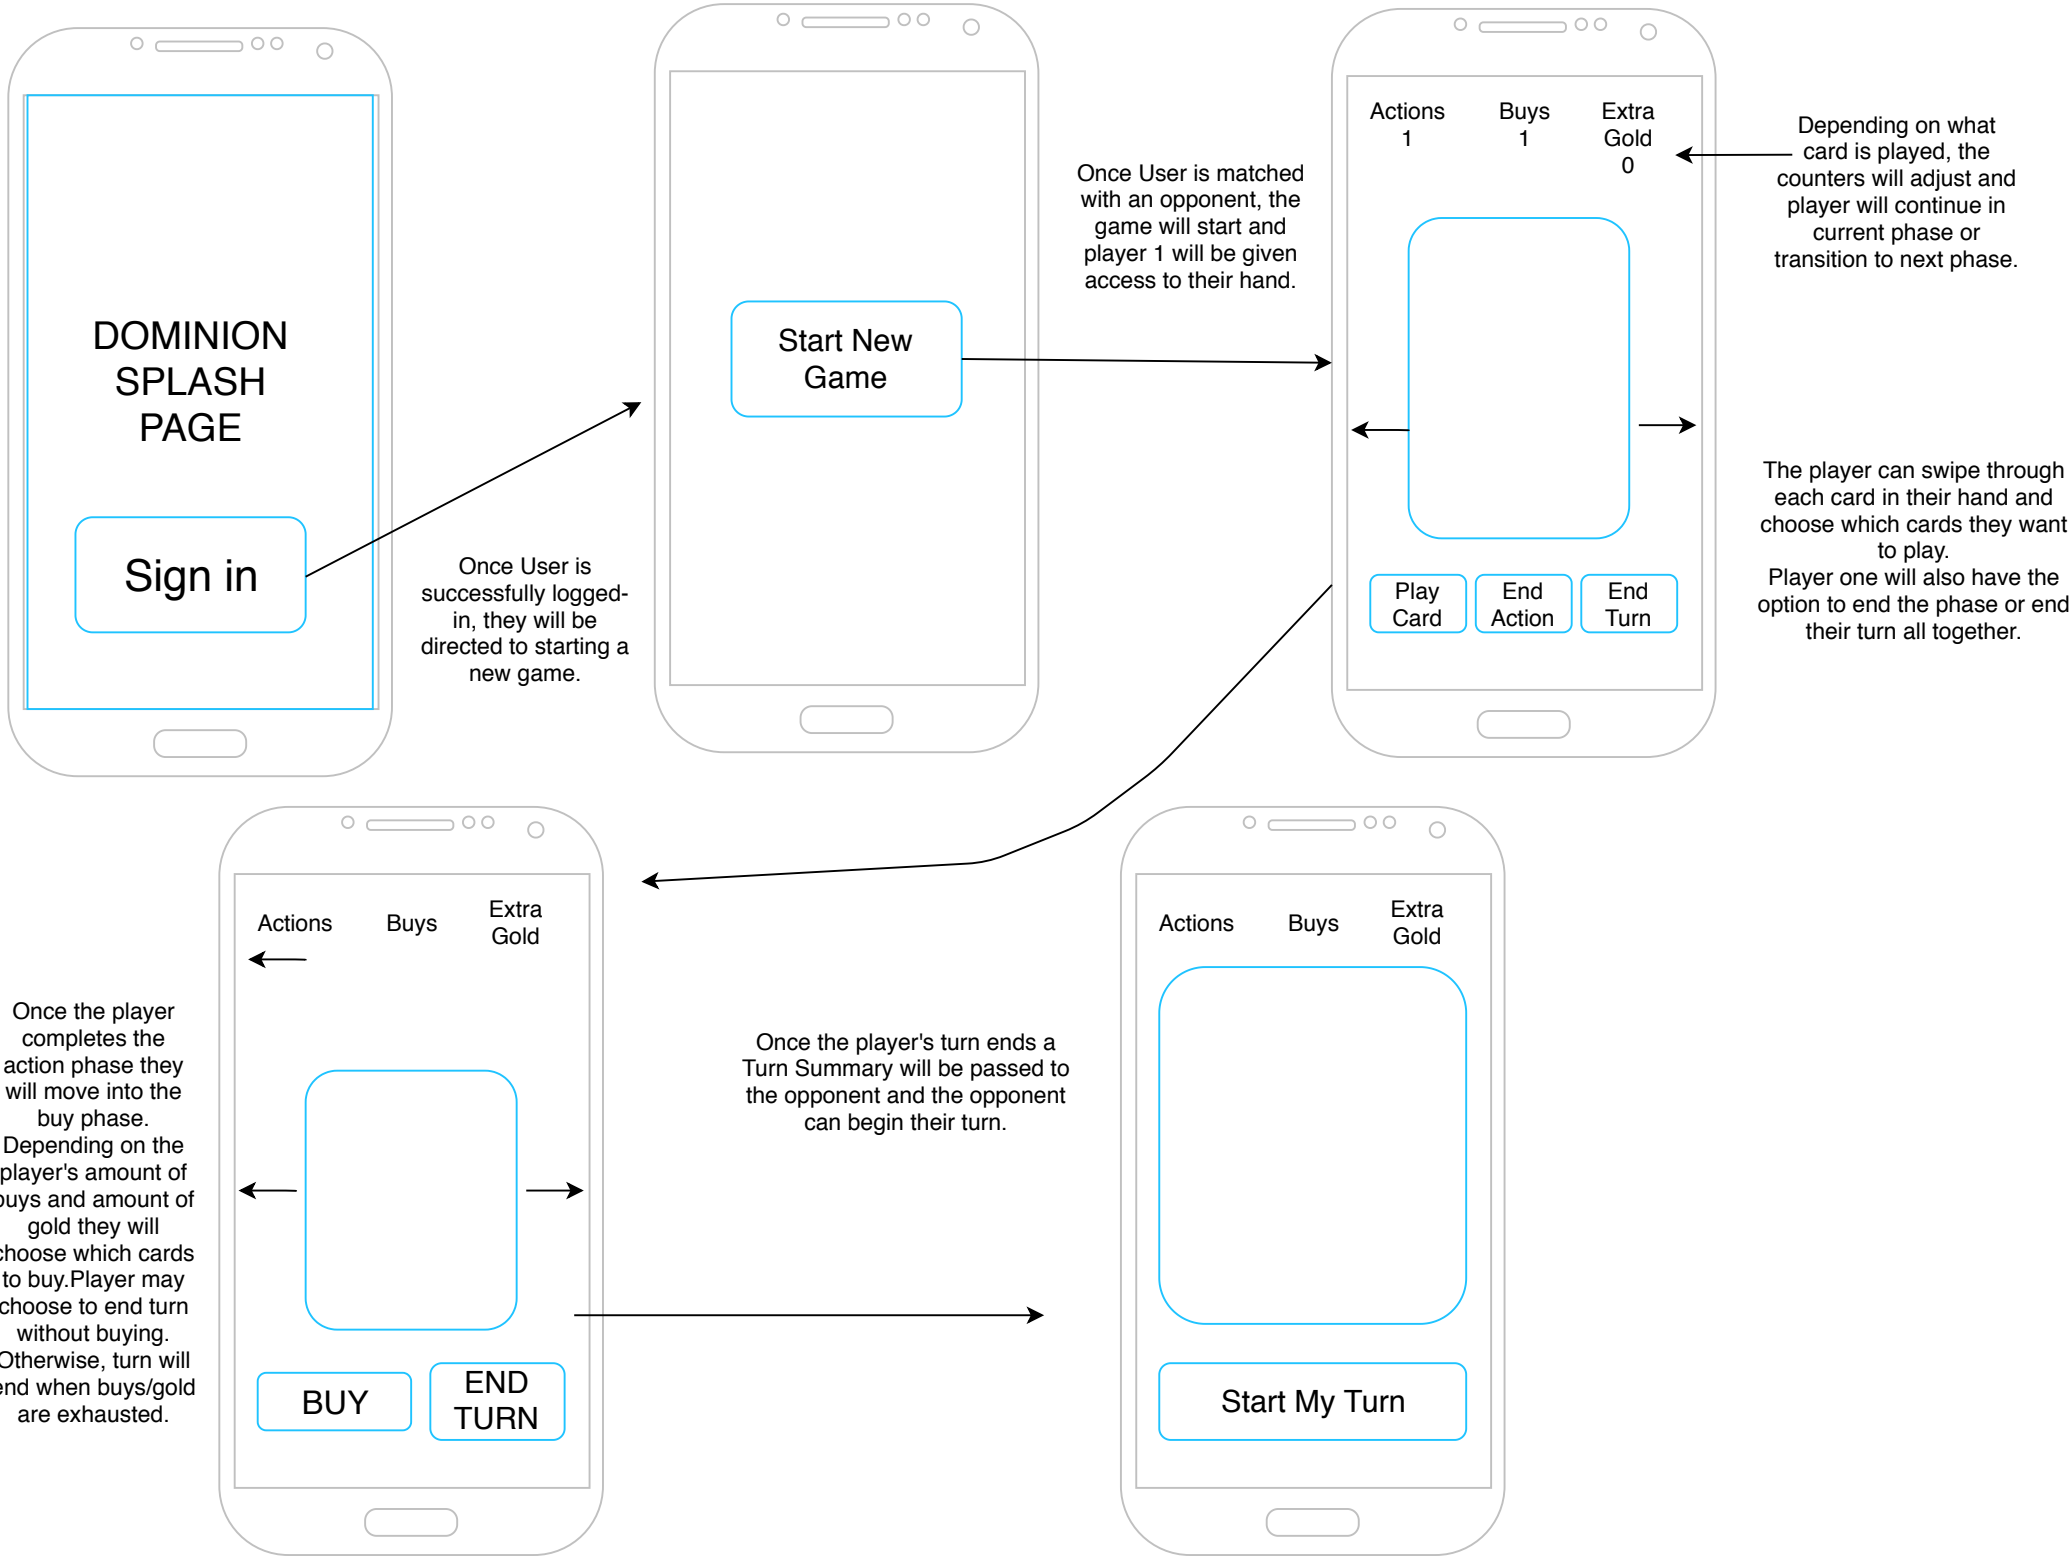 DOMINION
SPLASH
PAGE
Sign in
Once User is
successfully logged-
in, they will be
directed to starting a
new game.
Start New
Game
Once User is matched
with an opponent, the
game will start and
player 1 will be given
access to their hand.
Actions
1
Buys
1
Extra
Gold
0
Play
Card
End
Action
End
Turn
Depending on what
card is played, the
counters will adjust and
player will continue in
current phase or
transition to next phase.
The player can swipe through
each card in their hand and
choose which cards they want
to play.
Player one will also have the
option to end the phase or end
their turn all together.
Once the player
completes the
action phase they
will move into the
buy phase.
Depending on the
player's amount of
buys and amount of
gold they will
choose which cards
to buy.Player may
choose to end turn
without buying.
Otherwise, turn will
end when buys/gold
are exhausted.
Actions
Buys
Extra
Gold
BUY
END
TURN
Once the player's turn ends a
Turn Summary will be passed to
the opponent and the opponent
can begin their turn.
Actions
Buys
Extra
Gold
Start My Turn